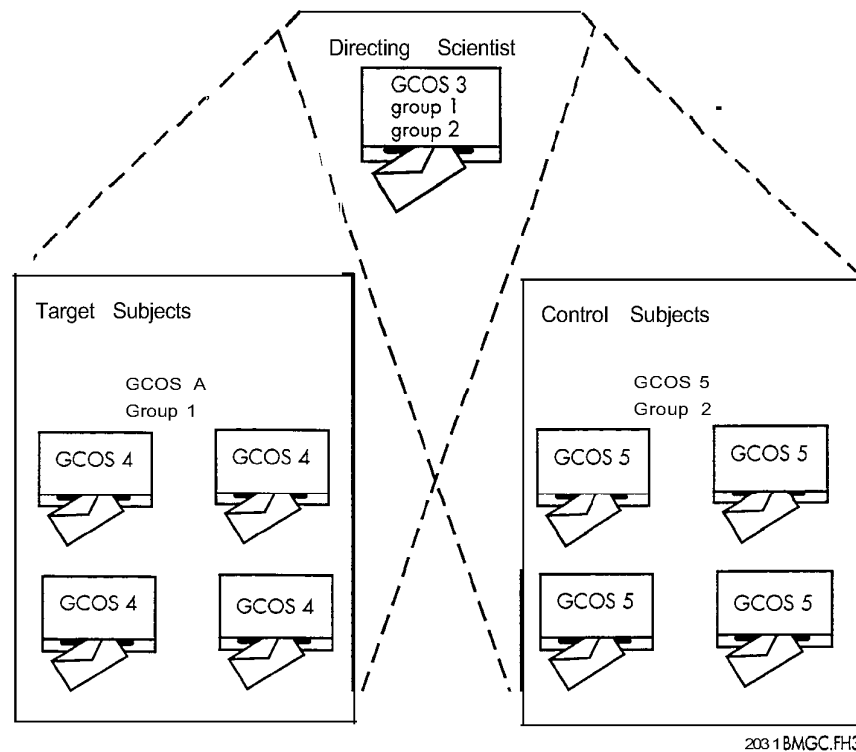 Directing Scientist
GCOS 3
group 1
group 2
Target Subjects
GCOS A
Group 1
GCOS 4
GCOS 4
GCOS 4
GCOS 4
Control Subjects
GCOS 5
Group 2
GCOS 5
GCOS 5
GCOS 5
GCOS 5
2031BMGC.FH3